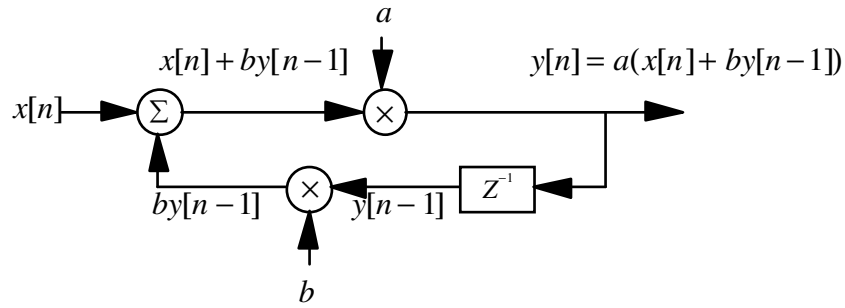 a
x[n] + by[n−1]
y[n] = a(x[n] + by[n−1])
x[n]
Σ
×
by[n−1]
×
y[n−1]
Z⁻¹
b